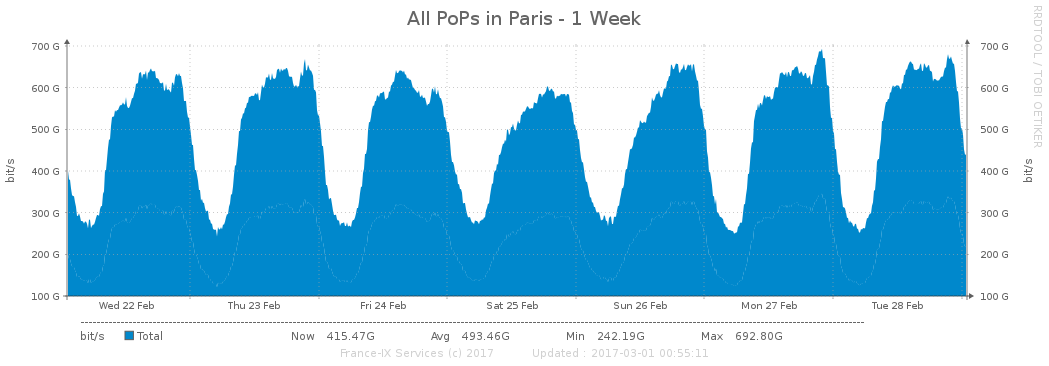 All PoPs in Paris - 1 Week
RRDTOOL / TOBI OETIKER
700 G 700 G
600 G 600 G
500 G 500 G
400 G 400 G
300 G 300 G
200 G 200 G
100 G 100 G
bit/s bit/s
Wed 22 Feb Thu 23 Feb Fri 24 Feb Sat 25 Feb Sun 26 Feb Mon 27 Feb Tue 28 Feb
bit/s Total Now 415.47G Avg 493.46G Min 242.19G Max 692.80G
France-IX Services (c) 2017 Updated : 2017-03-01 00:55:11